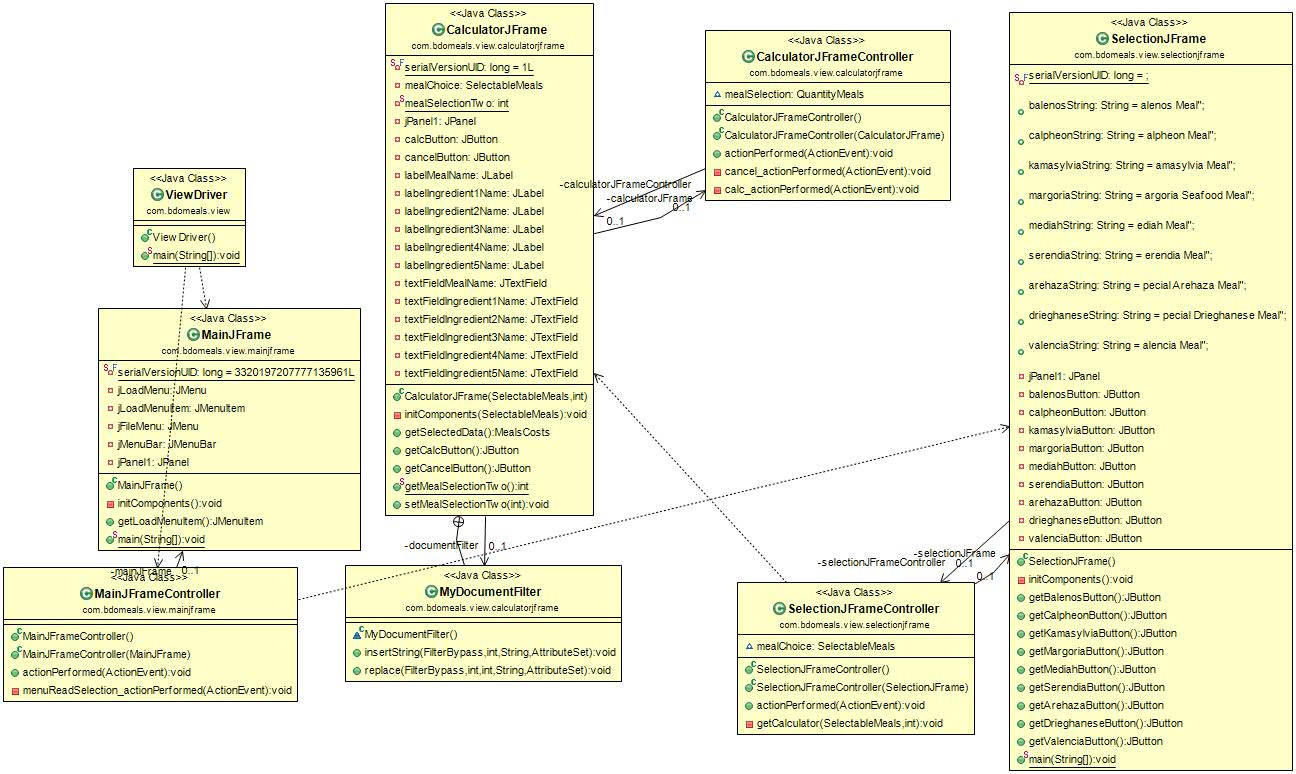 <<Java Class>>
ViewDriver
com.bdomeals.view
ViewDriver()
main(String[]):void
<<Java Class>>
MainJFrame
com.bdomeals.view.mainjframe
serialVersionUID: long = 3320197207777135961L
jLoadMenu: JMenu
jLoadMenuItem: JMenuItem
jFileMenu: JMenu
jMenuBar: JMenuBar
jPanel1: JPanel
MainJFrame()
initComponents():void
getLoadMenuItem():JMenuItem
main(String[]):void
-mainJFrame
0..1
<<Java Class>>
MainJFrameController
com.bdomeals.view.mainjframe
MainJFrameController()
MainJFrameController(MainJFrame)
actionPerformed(ActionEvent):void
menuReadSelection_actionPerformed(ActionEvent):void
<<Java Class>>
CalculatorJFrame
com.bdomeals.view.calculatorjframe
serialVersionUID: long = 1L
mealChoice: SelectableMeals
mealSelectionTwo: int
jPanel1: JPanel
calcButton: JButton
cancelButton: JButton
labelMealName: JLabel
labelIngredient1Name: JLabel
labelIngredient2Name: JLabel
labelIngredient3Name: JLabel
labelIngredient4Name: JLabel
labelIngredient5Name: JLabel
textFieldMealName: JTextField
textFieldIngredient1Name: JTextField
textFieldIngredient2Name: JTextField
textFieldIngredient3Name: JTextField
textFieldIngredient4Name: JTextField
textFieldIngredient5Name: JTextField
CalculatorJFrame(SelectableMeals,int)
initComponents(SelectableMeals):void
getSelectedData():MealsCosts
getCalcButton():JButton
getCancelButton():JButton
getMealSelectionTwo():int
setMealSelectionTwo(int):void
-documentFilter
0..1
<<Java Class>>
MyDocumentFilter
com.bdomeals.view.calculatorjframe
MyDocumentFilter()
insertString(FilterBypass,int,String,AttributeSet):void
replace(FilterBypass,int,int,String,AttributeSet):void
<<Java Class>>
CalculatorJFrameController
com.bdomeals.view.calculatorjframe
mealSelection: QuantityMeals
CalculatorJFrameController()
CalculatorJFrameController(CalculatorJFrame)
actionPerformed(ActionEvent):void
cancel_actionPerformed(ActionEvent):void
calc_actionPerformed(ActionEvent):void
-calculatorJFrameController
-calculatorJFrame
0..1
0..1
<<Java Class>>
SelectionJFrameController
com.bdomeals.view.selectionjframe
mealChoice: SelectableMeals
SelectionJFrameController()
SelectionJFrameController(SelectionJFrame)
actionPerformed(ActionEvent):void
getCalculator(SelectableMeals,int):void
-selectionJFrame
-selectionJFrameController
0..1
0..1
<<Java Class>>
SelectionJFrame
com.bdomeals.view.selectionjframe
serialVersionUID: long = ;
balenosString: String = alenos Meal";
calpheonString: String = alpheon Meal";
kamasylviaString: String = amasylvia Meal";
margoriaString: String = argoria Seafood Meal";
mediahString: String = ediah Meal";
serendiaString: String = erendia Meal";
arehazaString: String = pecial Arehaza Meal";
drieghaneseString: String = pecial Drieghanese Meal";
valenciaString: String = alencia Meal";
jPanel1: JPanel
balenosButton: JButton
calpheonButton: JButton
kamasylviaButton: JButton
margoriaButton: JButton
mediahButton: JButton
serendiaButton: JButton
arehazaButton: JButton
drieghaneseButton: JButton
valenciaButton: JButton
SelectionJFrame()
initComponents():void
getBalenosButton():JButton
getCalpheonButton():JButton
getKamasylviaButton():JButton
getMargoriaButton():JButton
getMediahButton():JButton
getSerendiaButton():JButton
getArehazaButton():JButton
getDrieghaneseButton():JButton
getValenciaButton():JButton
main(String[]):void